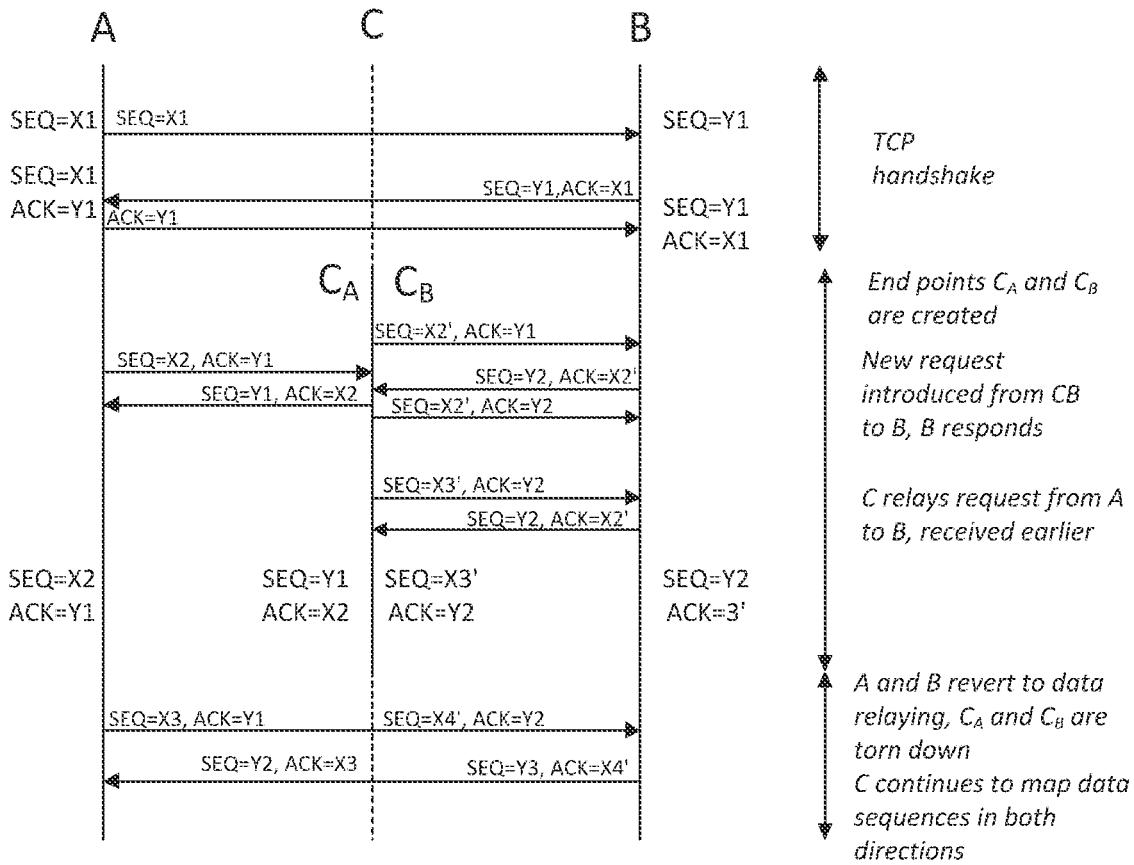 A C B
SEQ=X1 SEQ=X1 SEQ=Y1
TCP
handshake
SEQ=X1
ACK=Y1
SEQ=Y1,ACK=X1
ACK=Y1
SEQ=Y1
ACK=X1
CA CB
End points CA and CB
are created
SEQ=X2', ACK=Y1
SEQ=X2, ACK=Y1
SEQ=Y2, ACK=X2'
SEQ=Y1, ACK=X2
SEQ=X2', ACK=Y2
New request
introduced from CB
to B, B responds
SEQ=X3', ACK=Y2
SEQ=Y2, ACK=X2'
C relays request from A
to B, received earlier
SEQ=X2
ACK=Y1
SEQ=Y1
ACK=X2
SEQ=X3'
ACK=Y2
SEQ=Y2
ACK=3'
SEQ=X3, ACK=Y1
SEQ=X4', ACK=Y2
SEQ=Y2, ACK=X3
SEQ=Y3, ACK=X4'
A and B revert to data
relaying, CA and CB are
torn down
C continues to map data
sequences in both
directions